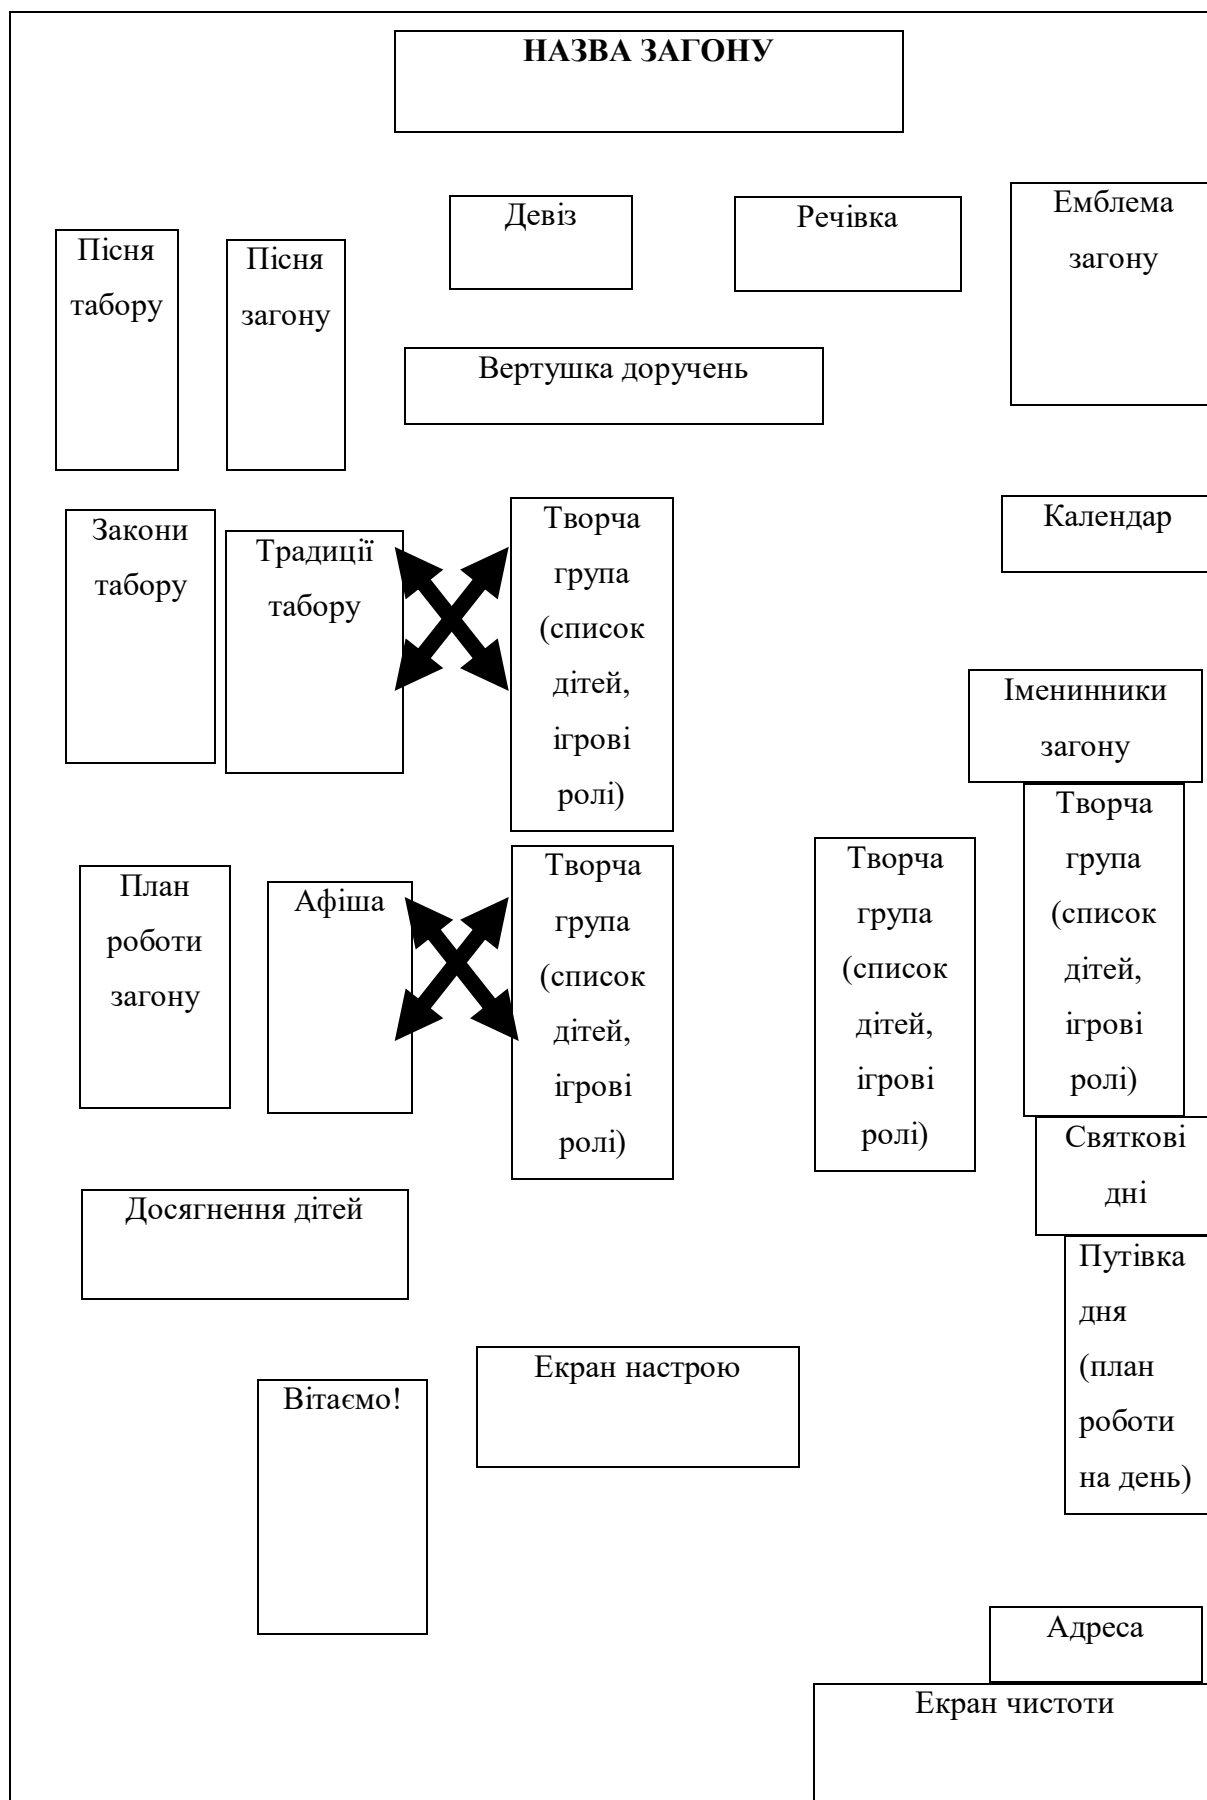 НАЗВА ЗАГОНУ
Девіз
Речівка
Емблема
загону
Пісня
табору
Пісня
загону
Вертушка доручень
Закони
табору
Традиції
табору
Творча
група
(список
дітей,
ігрові
ролі)
Календар
Іменинники
загону
План
роботи
загону
Афіша
Творча
група
(список
дітей,
ігрові
ролі)
Творча
група
(список
дітей,
ігрові
ролі)
Творча
група
(список
дітей,
ігрові
ролі)
Святкові
дні
Досягнення дітей
Путівка
дня
(план
роботи
на день)
Екран настрою
Вітаємо!
Адреса
Екран чистоти